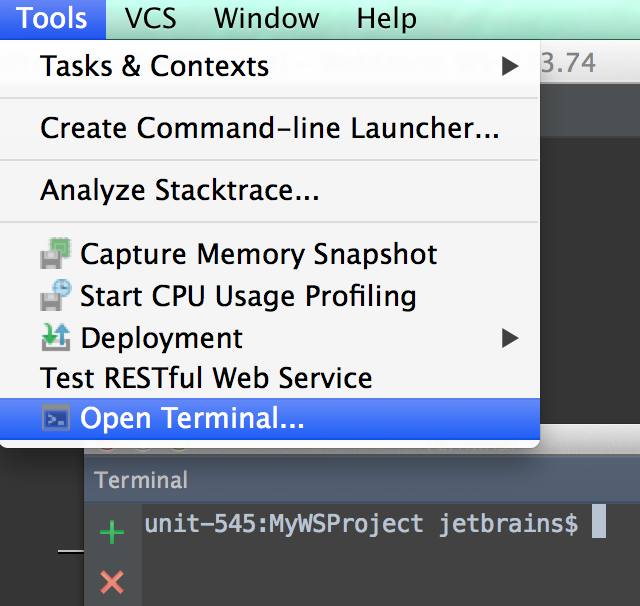 Tools VCS Window Help
Tasks & Contexts
3.74
Create Command-line Launcher...
Analyze Stacktrace...
Capture Memory Snapshot
Start CPU Usage Profiling
Deployment
Test RESTful Web Service
Open Terminal...
Terminal
unit-545:MyWSProject jetbrains$